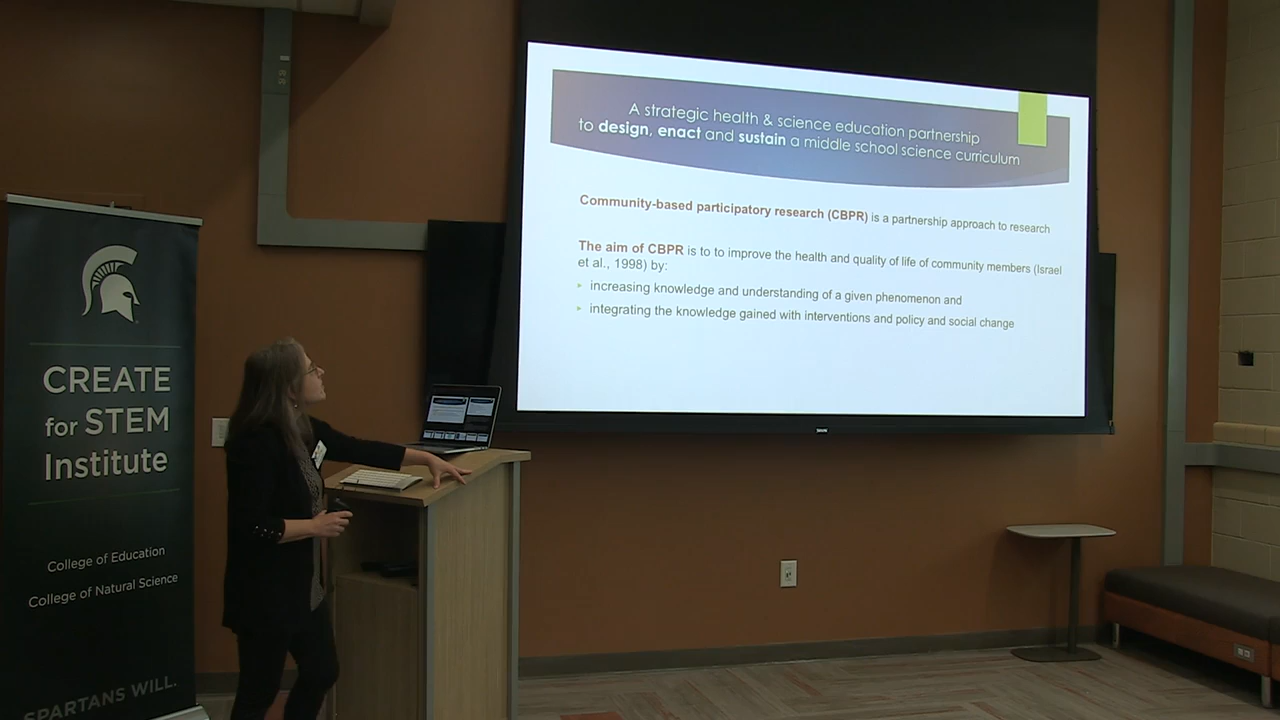 A strategic health & science education partnership
to design, enact and sustain a middle school science curriculum
Community-based participatory research (CBPR) is a partnership approach to research
The aim of CBPR is to to improve the health and quality of life of community members (Israel
et al., 1998) by:
increasing knowledge and understanding of a given phenomenon and
integrating the knowledge gained with interventions and policy and social change
CREATE
for STEM
Institute
College of Education
College of Natural Science
SPARTANS WILL.